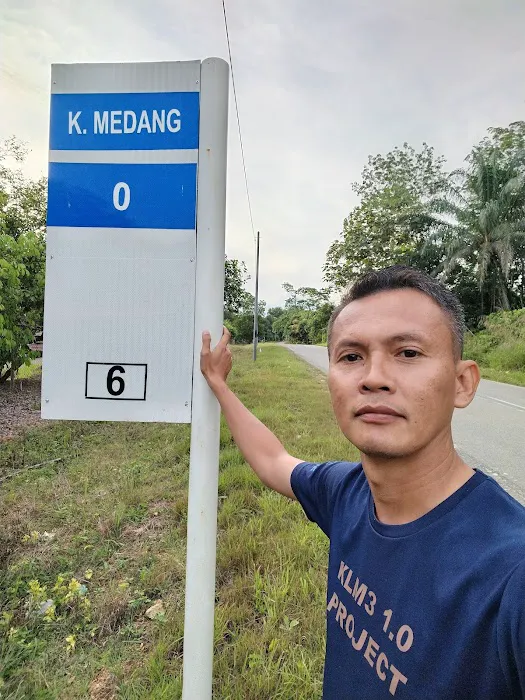 K. MEDANG
0
6
KLM3 1.0
PROJECT